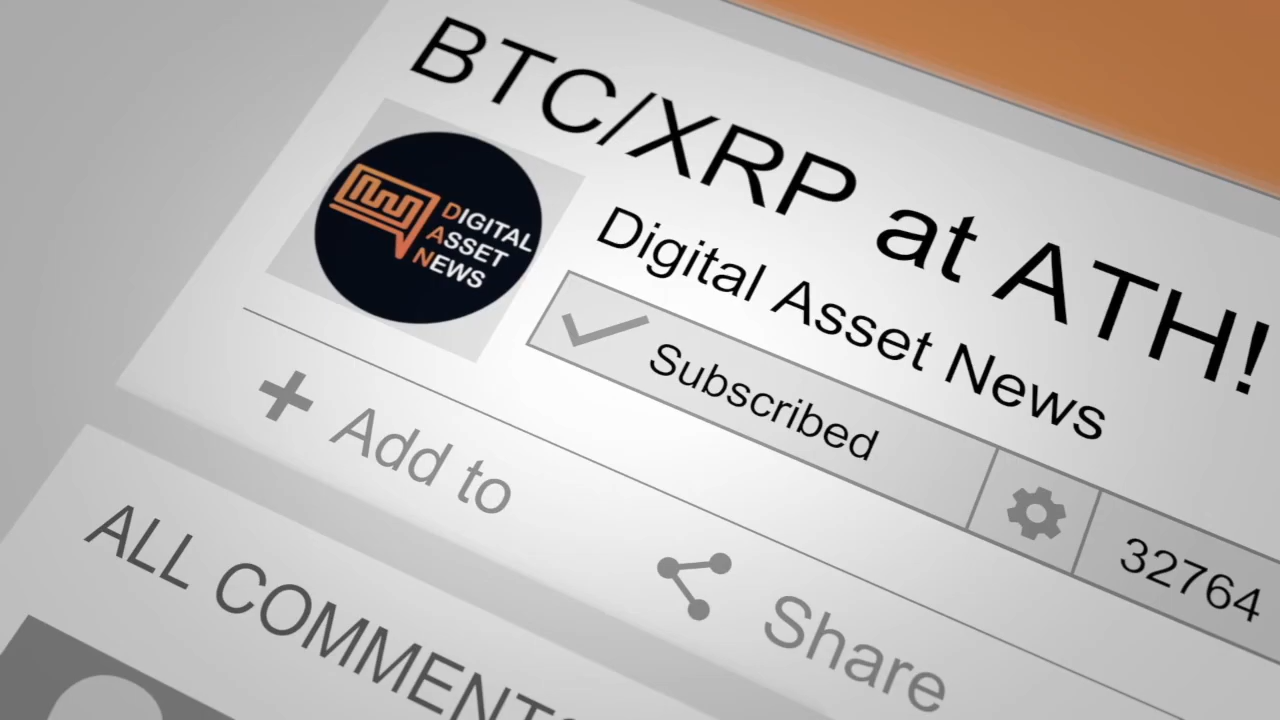 BTC/XRP at ATH!
DIGITAL
ASSET
NEWS
Digital Asset News
Subscribed
32764
Add to
Share
ALL COMMENTS